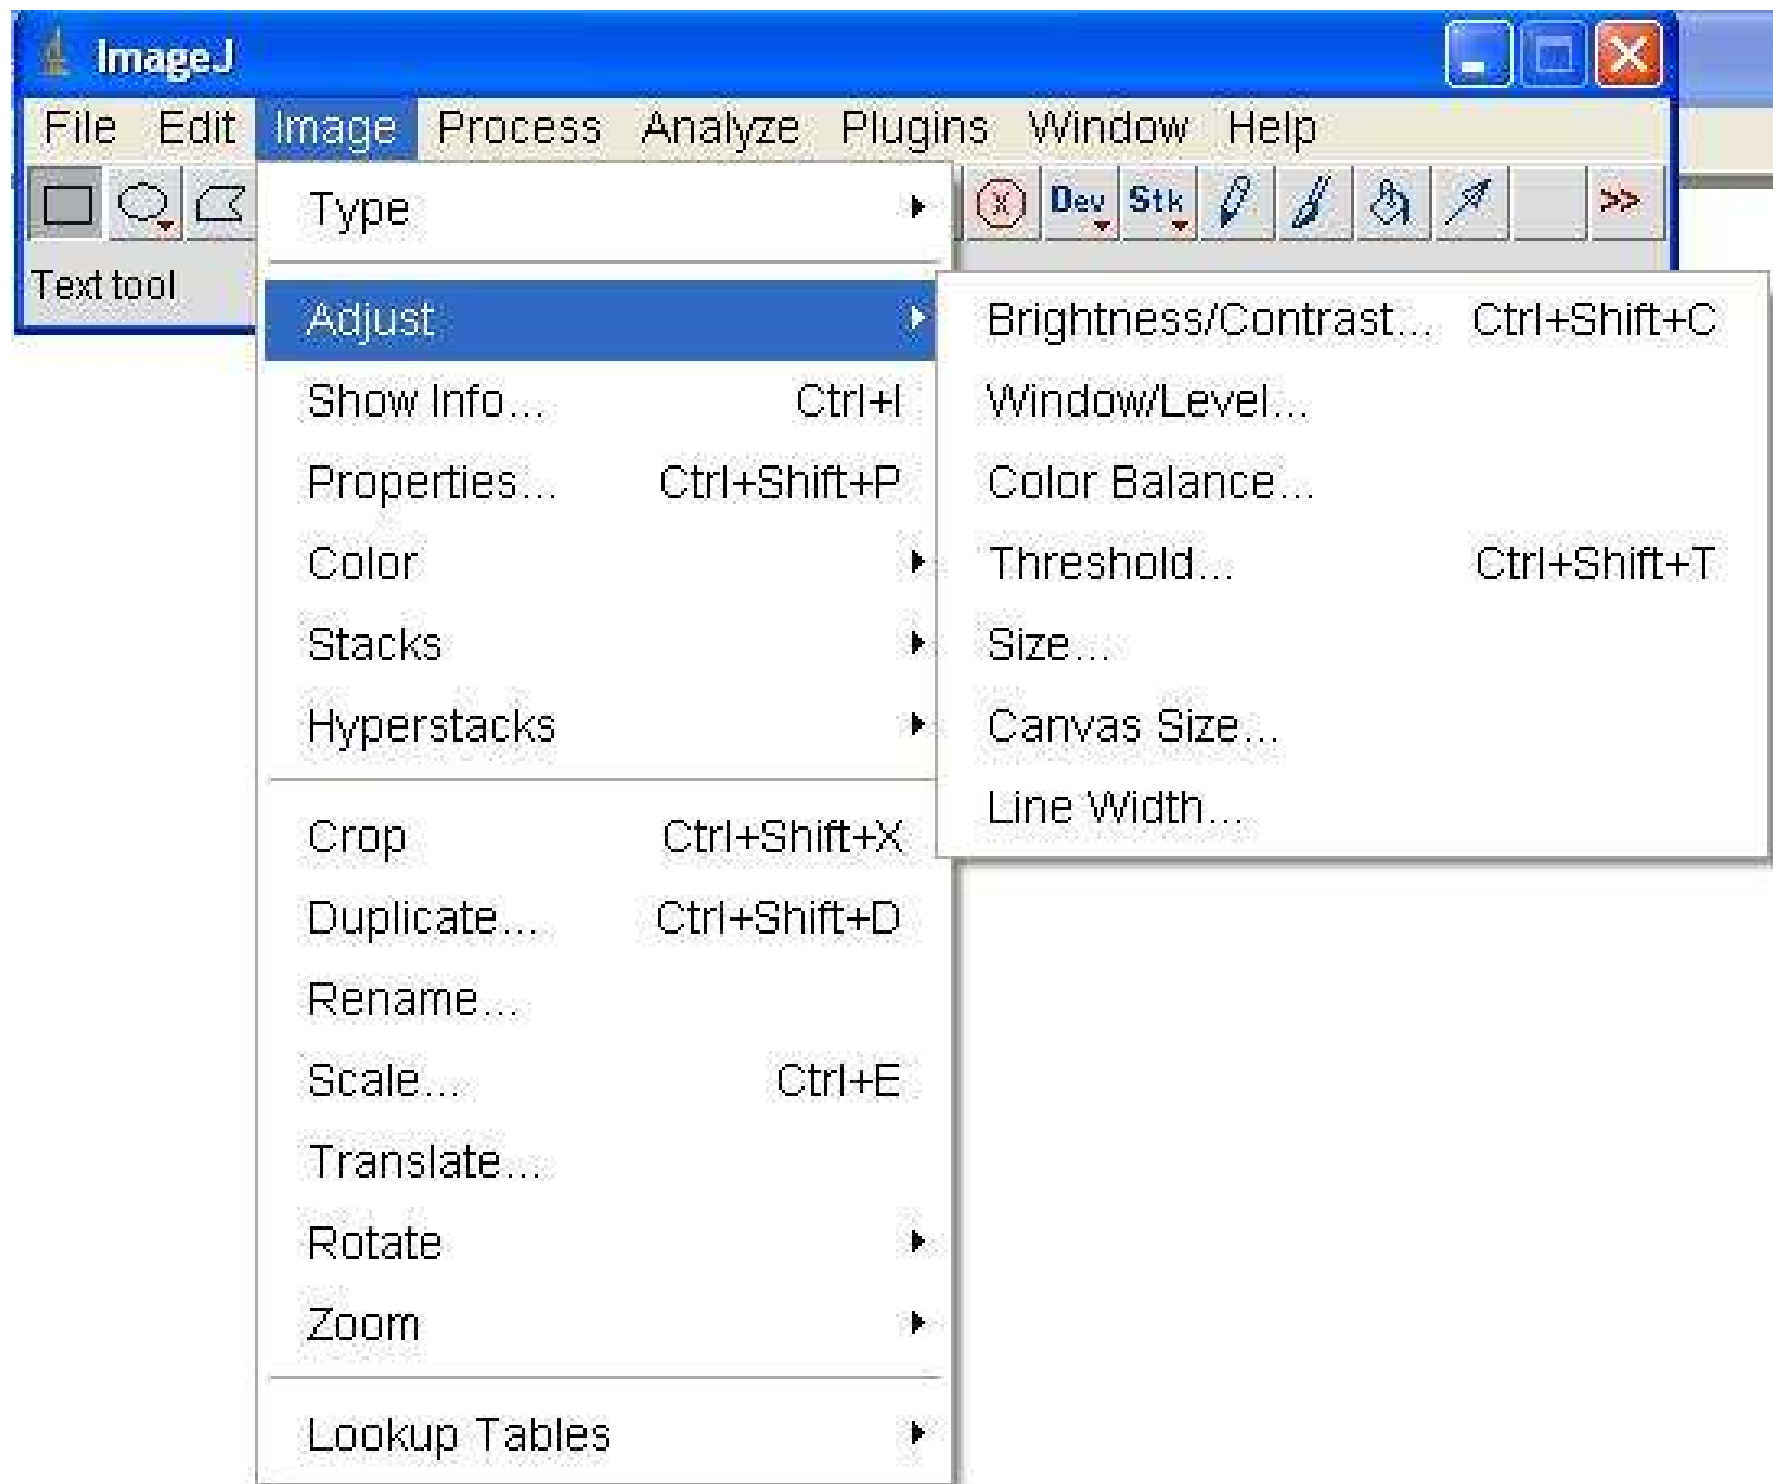 ImageJ
File Edit Image Process Analyze Plugins Window Help
Dev Stk >>
Text tool
Type
Adjust
Show Info... Ctrl+I
Properties... Ctrl+Shift+P
Color
Stacks
Hyperstacks
Crop Ctrl+Shift+X
Duplicate... Ctrl+Shift+D
Rename...
Scale... Ctrl+E
Translate...
Rotate
Zoom
Lookup Tables
Brightness/Contrast... Ctrl+Shift+C
Window/Level...
Color Balance...
Threshold... Ctrl+Shift+T
Size...
Canvas Size...
Line Width...